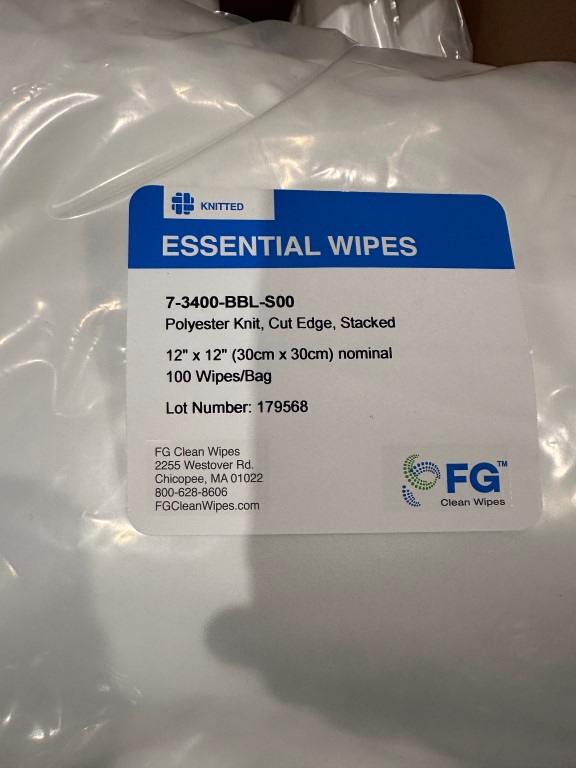 KNITTED
ESSENTIAL WIPES
7-3400-BBL-S00
Polyester Knit, Cut Edge, Stacked
12" x 12" (30cm x 30cm) nominal
100 Wipes/Bag
Lot Number: 179568
FG Clean Wipes
2255 Westover Rd.
Chicopee, MA 01022
800-628-8606
FGCleanWipes.com
FG™
Clean Wipes